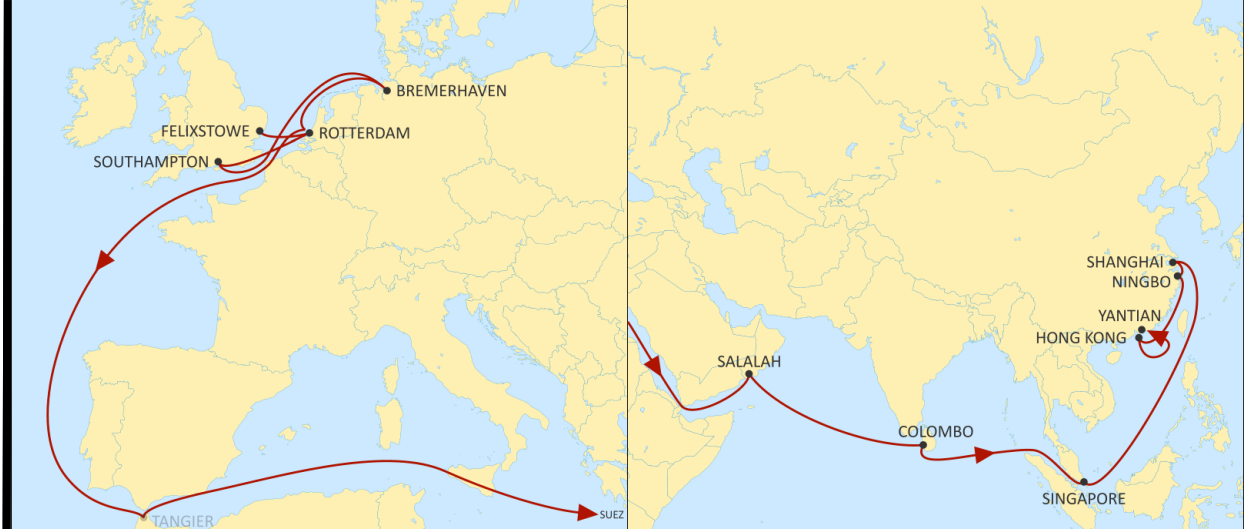 BREMERHAVEN
FELIXSTOWE
ROTTERDAM
SOUTHAMPTON
TANGIER
SUEZ
SHANGHAI
NINGBO
YANTIAN
HONG KONG
SALALAH
COLOMBO
SINGAPORE